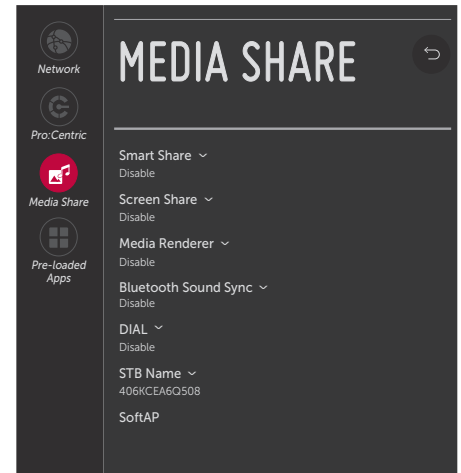 Network
Pro:Centric
Media Share
Pre-loaded
Apps
MEDIA SHARE
Smart Share
Disable
Screen Share
Disable
Media Renderer
Disable
Bluetooth Sound Sync
Disable
DIAL
Disable
STB Name
406KCEA6Q508
SoftAP